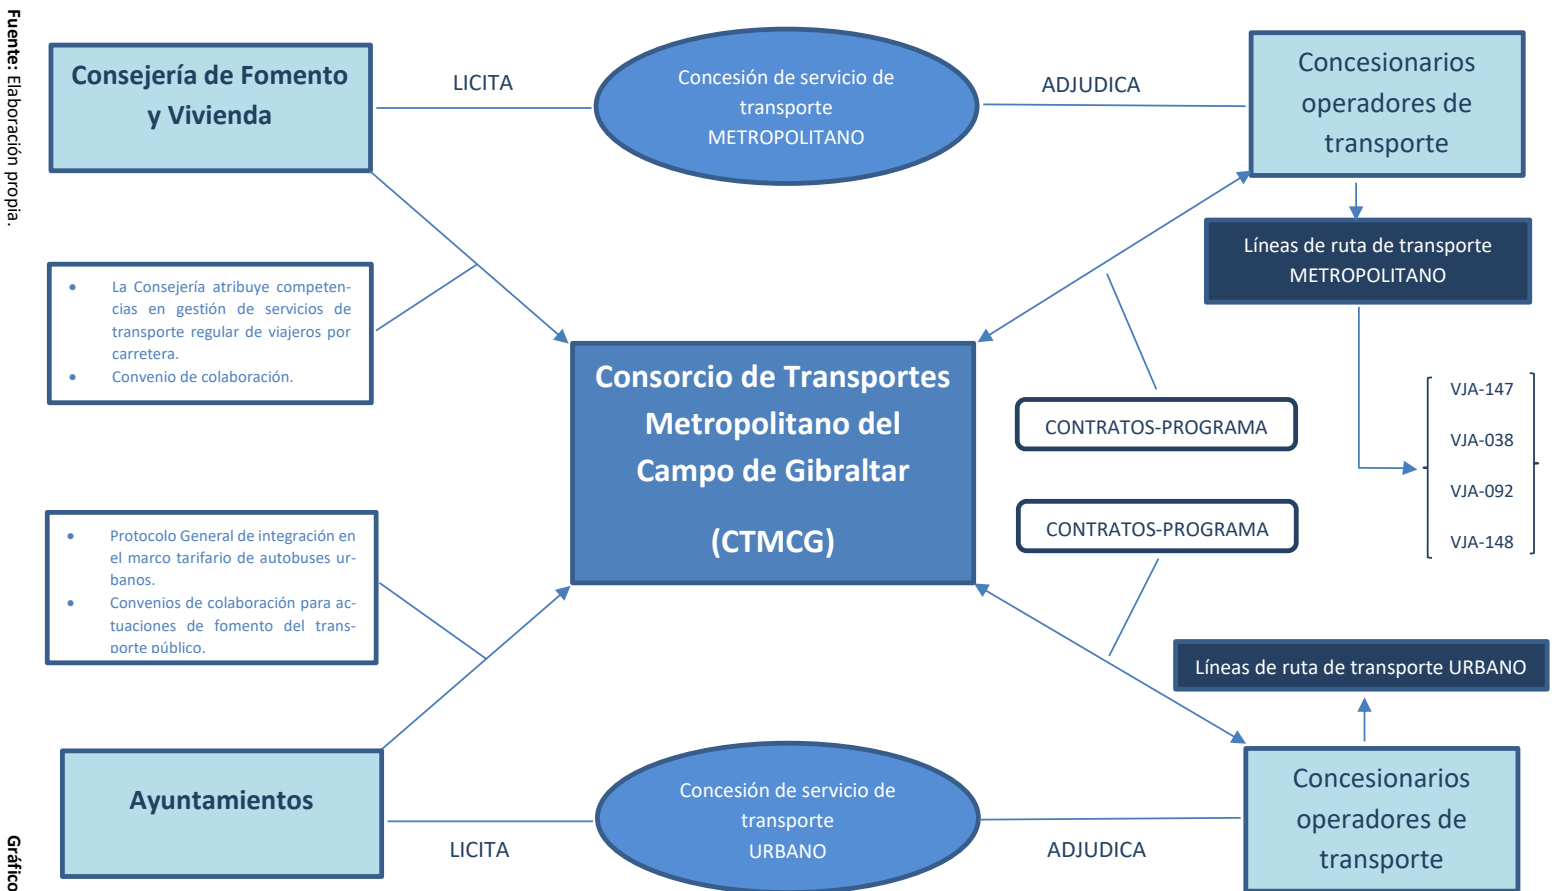 Fuente: Elaboración propia.
Consejería de Fomento
y Vivienda
LICITA
Concesión de servicio de
transporte
METROPOLITANO
ADJUDICA
Concesionarios
operadores de
transporte
Líneas de ruta de transporte
METROPOLITANO
• La Consejería atribuye competen-
cias en gestión de servicios de
transporte regular de viajeros por
carretera.
• Convenio de colaboración.
Consorcio de Transportes
Metropolitano del
Campo de Gibraltar
(CTMCG)
CONTRATOS-PROGRAMA
VJA-147
VJA-038
VJA-092
VJA-148
CONTRATOS-PROGRAMA
• Protocolo General de integración en
el marco tarifario de autobuses ur-
banos.
• Convenios de colaboración para ac-
tuaciones de fomento del trans-
porte público.
Líneas de ruta de transporte URBANO
Ayuntamientos
LICITA
Concesión de servicio de
transporte
URBANO
ADJUDICA
Concesionarios
operadores de
transporte
Gráfico